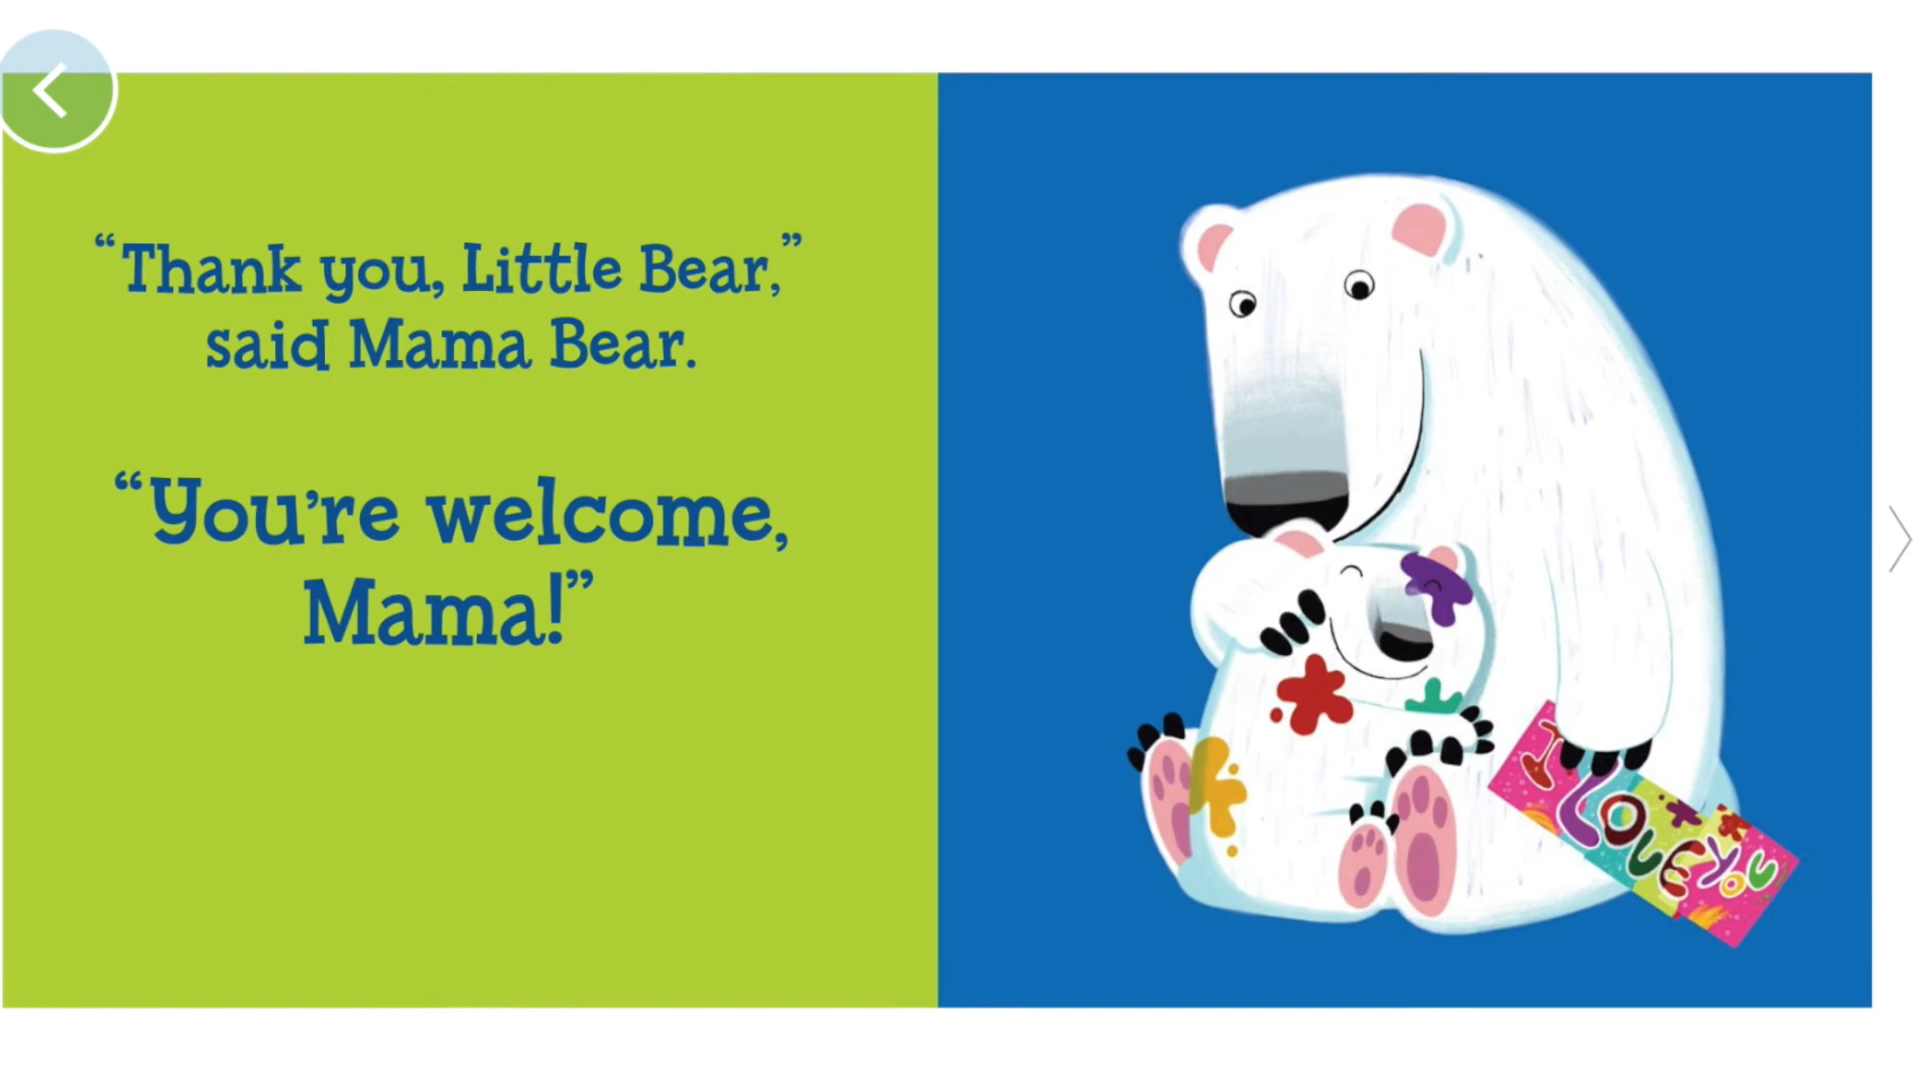 “Thank you, Little Bear,”
said Mama Bear.
“You’re welcome,
Mama!”
I LOVE YOU